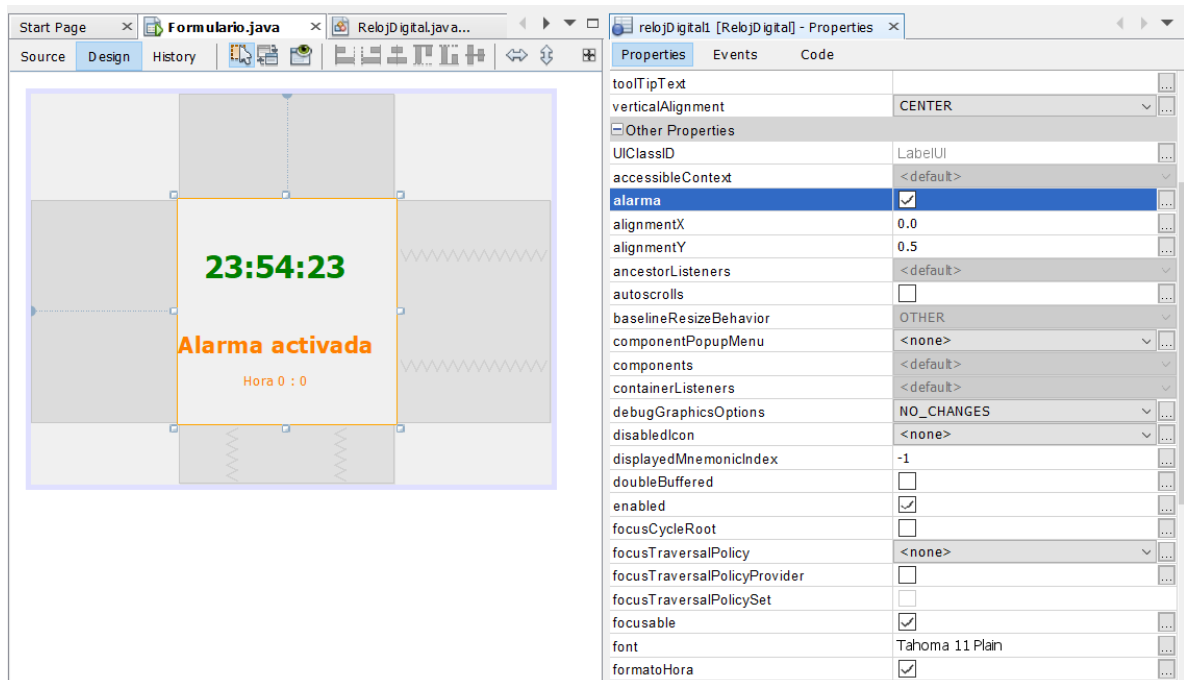 Start Page
Formulario.java
RelojDigital.java...
relojDigital1 [RelojDigital] - Properties
Source Design History
Properties Events Code
23:54:23
Alarma activada
Hora 0 : 0
toolTipText ...
verticalAlignment CENTER ...
Other Properties
UIClassID LabelUI ...
accessibleContext <default>
alarma ...
alignmentX 0.0 ...
alignmentY 0.5 ...
ancestorListeners <default>
autoscrolls ...
baselineResizeBehavior OTHER
componentPopupMenu <none> ...
components <default>
containerListeners <default>
debugGraphicsOptions NO_CHANGES ...
disabledIcon <none> ...
displayedMnemonicIndex -1 ...
doubleBuffered ...
enabled ...
focusCycleRoot ...
focusTraversalPolicy <none> ...
focusTraversalPolicyProvider ...
focusTraversalPolicySet
focusable ...
font Tahoma 11 Plain ...
formatoHora ...